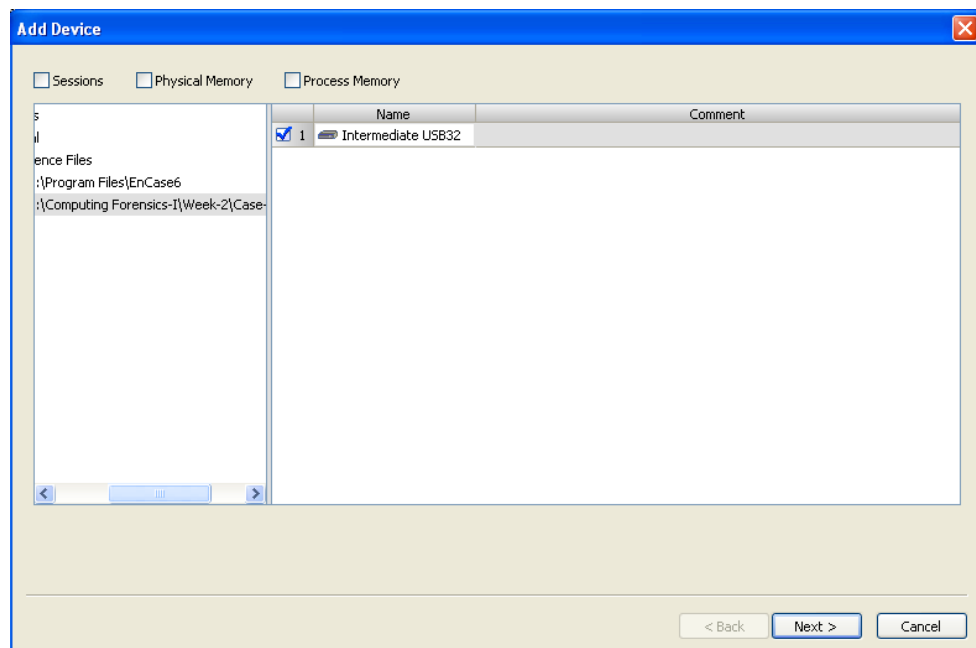 Add Device
Sessions Physical Memory Process Memory
s
al
ence Files
:\Program Files\EnCase6
:\Computing Forensics-I\Week-2\Case-
Name Comment
1 Intermediate USB32
< Back Next > Cancel